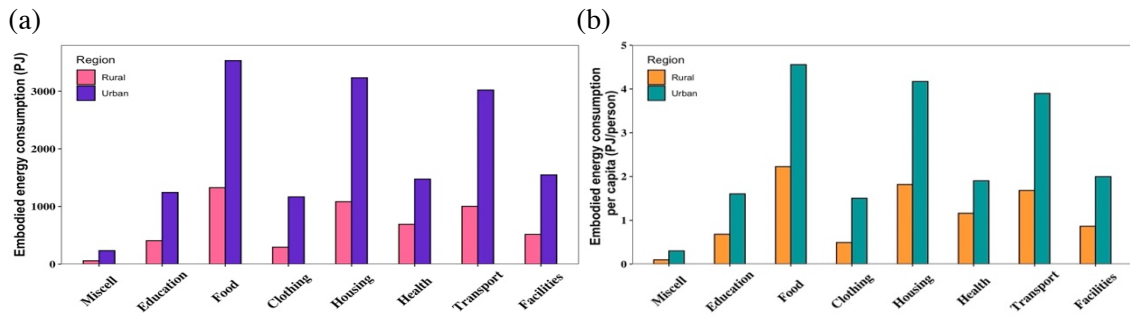 (a)
Embodied energy consumption (PJ)
3000
2000
1000
0
Region
Rural
Urban
Miscell
Education
Food
Clothing
Housing
Health
Transport
Facilities
(b)
Embodied energy consumption
per capita (PJ/person)
5
4
3
2
1
0
Region
Rural
Urban
Miscell
Education
Food
Clothing
Housing
Health
Transport
Facilities